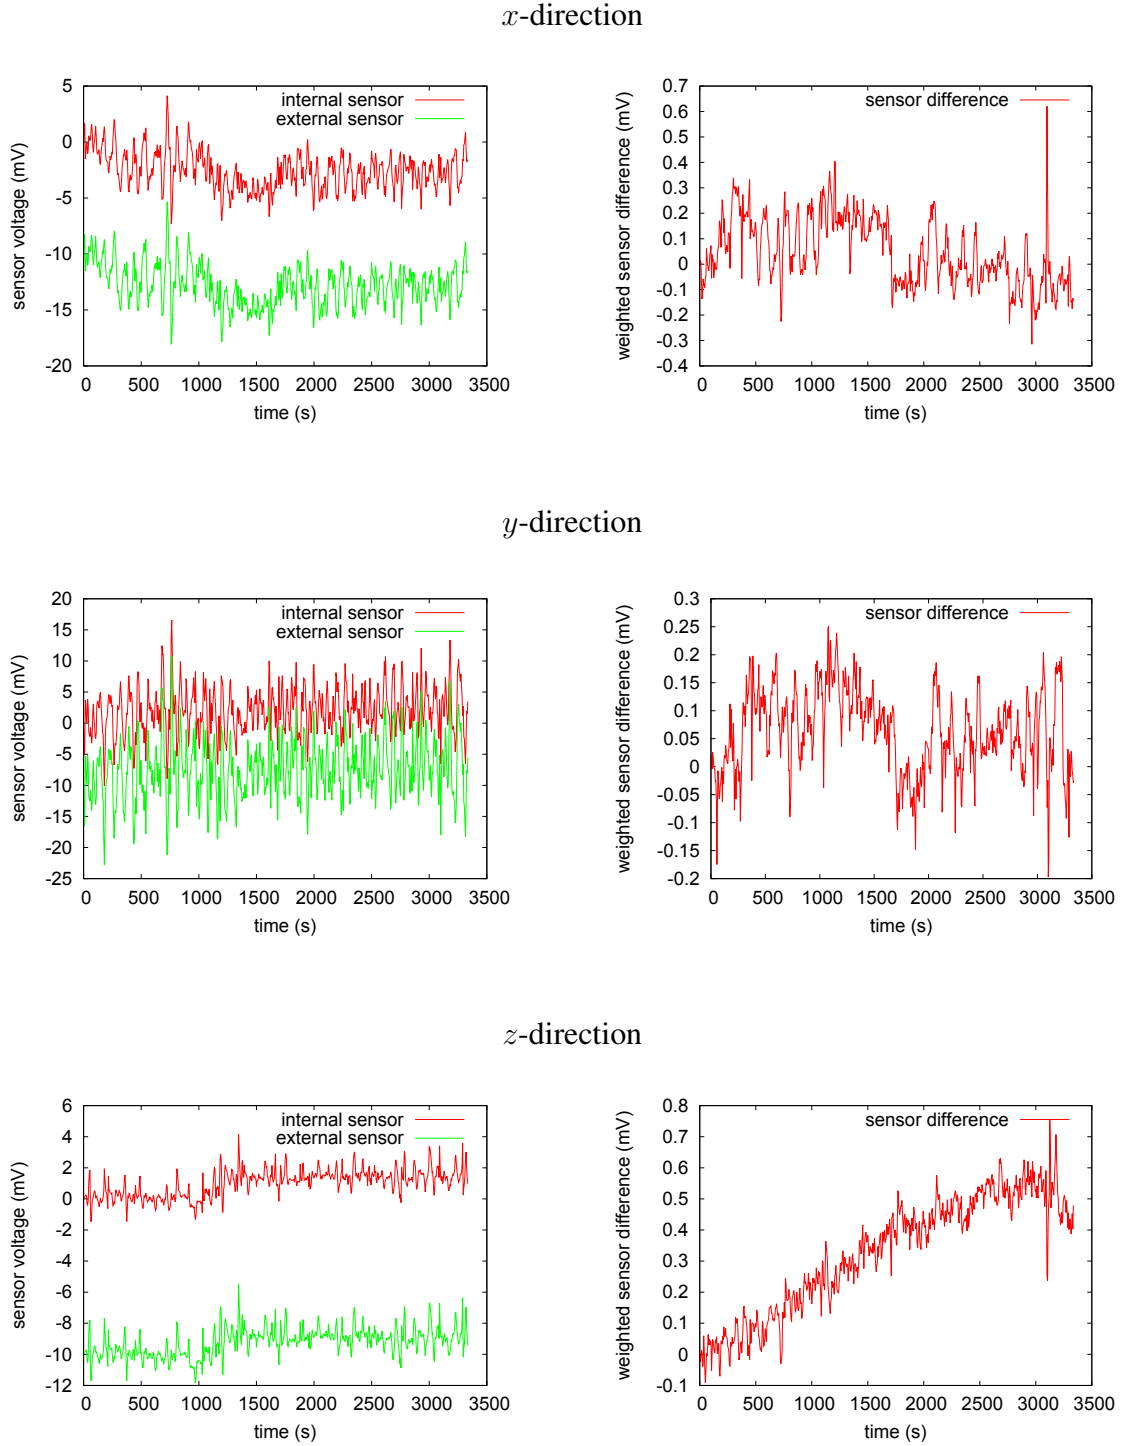 x-direction
5
0
-5
-10
-15
-20
sensor voltage (mV)
internal sensor
external sensor
0 500 1000 1500 2000 2500 3000 3500
time (s)
0.7
0.6
0.5
0.4
0.3
0.2
0.1
0
-0.1
-0.2
-0.3
-0.4
weighted sensor difference (mV)
sensor difference
0 500 1000 1500 2000 2500 3000 3500
time (s)
y-direction
20
15
10
5
0
-5
-10
-15
-20
-25
sensor voltage (mV)
internal sensor
external sensor
0 500 1000 1500 2000 2500 3000 3500
time (s)
0.3
0.25
0.2
0.15
0.1
0.05
0
-0.05
-0.1
-0.15
-0.2
weighted sensor difference (mV)
sensor difference
0 500 1000 1500 2000 2500 3000 3500
time (s)
z-direction
6
4
2
0
-2
-4
-6
-8
-10
-12
sensor voltage (mV)
internal sensor
external sensor
0 500 1000 1500 2000 2500 3000 3500
time (s)
0.8
0.7
0.6
0.5
0.4
0.3
0.2
0.1
0
-0.1
weighted sensor difference (mV)
sensor difference
0 500 1000 1500 2000 2500 3000 3500
time (s)